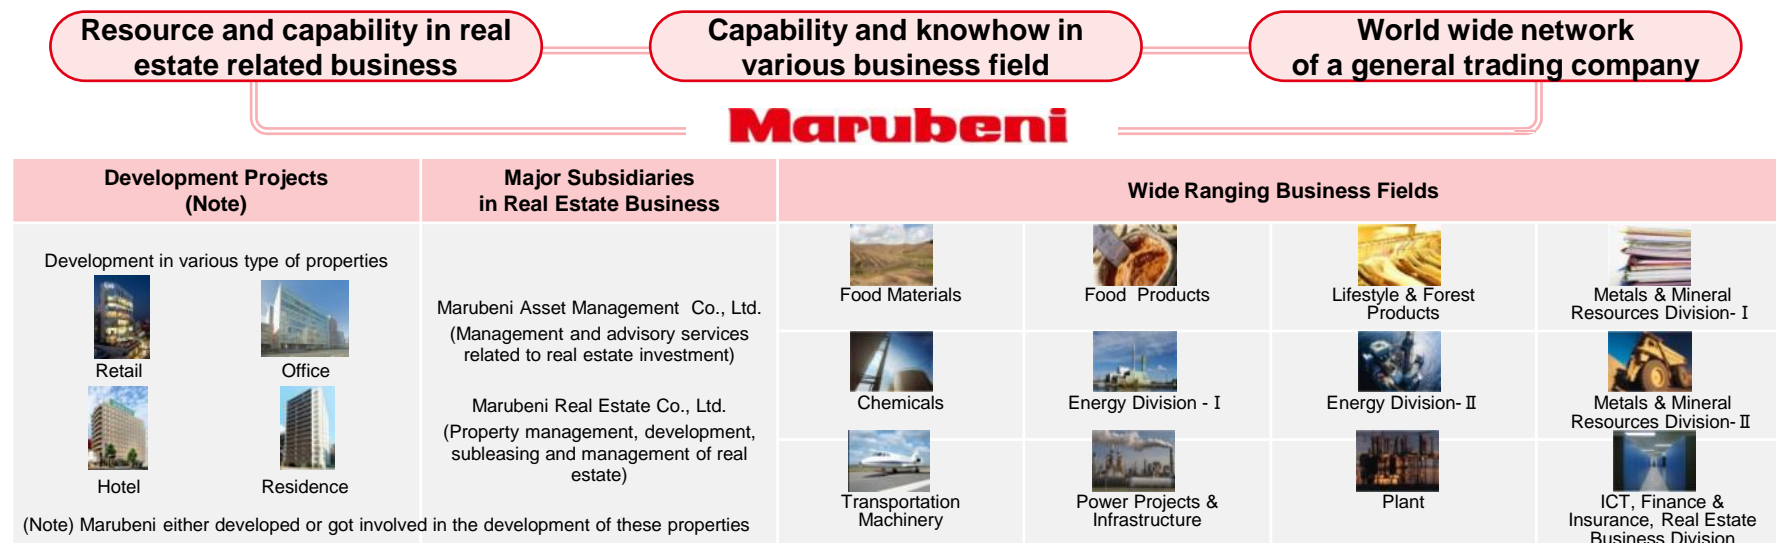 Resource and capability in real
estate related business
Capability and knowhow in
various business field
World wide network
of a general trading company
Marubeni
Development Projects
(Note)
Major Subsidiaries
in Real Estate Business
Wide Ranging Business Fields
Development in various type of properties
Retail
Office
Hotel
Residence
(Note) Marubeni either developed or got involved in the development of these properties
Marubeni Asset Management Co., Ltd.
(Management and advisory services
related to real estate investment)
Marubeni Real Estate Co., Ltd.
(Property management, development,
subleasing and management of real
estate)
Food Materials
Food Products
Lifestyle & Forest
Products
Metals & Mineral
Resources Division- I
Chemicals
Energy Division - I
Energy Division- II
Metals & Mineral
Resources Division- II
Transportation
Machinery
Power Projects &
Infrastructure
Plant
ICT, Finance &
Insurance, Real Estate
Business Division